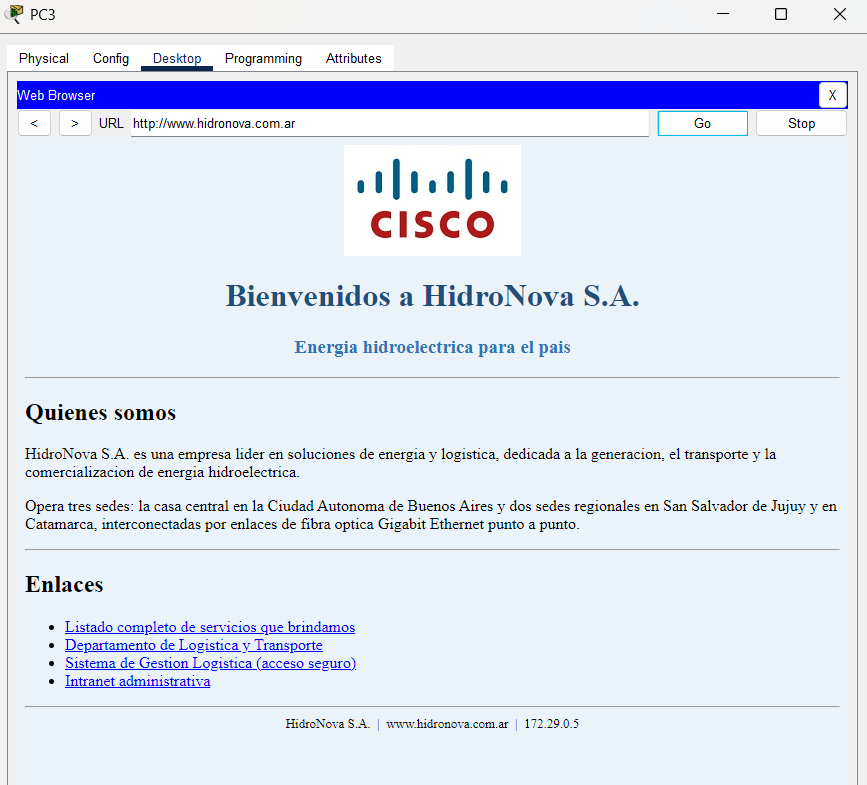 PC3
Physical Config Desktop Programming Attributes
Web Browser X
< > URL http://www.hidronova.com.ar Go Stop
CISCO
Bienvenidos a HidroNova S.A.
Energia hidroelectrica para el pais
Quienes somos
HidroNova S.A. es una empresa lider en soluciones de energia y logistica, dedicada a la generacion, el transporte y la
comercializacion de energia hidroelectrica.
Opera tres sedes: la casa central en la Ciudad Autonoma de Buenos Aires y dos sedes regionales en San Salvador de Jujuy y en
Catamarca, interconectadas por enlaces de fibra optica Gigabit Ethernet punto a punto.
Enlaces
• Listado completo de servicios que brindamos
• Departamento de Logistica y Transporte
• Sistema de Gestion Logistica (acceso seguro)
• Intranet administrativa
HidroNova S.A. | www.hidronova.com.ar | 172.29.0.5